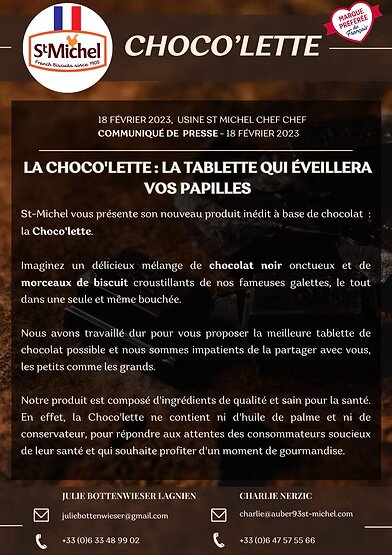 St Michel
French Biscuits since 1905
CHOCO'LETTE
MARQUE
PRÉFÉRÉE
des Français
18 FÉVRIER 2023, USINE ST MICHEL CHEF CHEF
COMMUNIQUÉ DE PRESSE - 18 FÉVRIER 2023
LA CHOCO'LETTE : LA TABLETTE QUI ÉVEILLERA
VOS PAPILLES
St-Michel vous présente son nouveau produit inédit à base de chocolat :
la Choco'lette.
Imaginez un délicieux mélange de chocolat noir onctueux et de
morceaux de biscuit croustillants de nos fameuses galettes, le tout
dans une seule et même bouchée.
Nous avons travaillé dur pour vous proposer la meilleure tablette de
chocolat possible et nous sommes impatients de la partager avec vous,
les petits comme les grands.
Notre produit est composé d'ingrédients de qualité et sain pour la santé.
En effet, la Choco'lette ne contient ni d'huile de palme et ni de
conservateur, pour répondre aux attentes des consommateurs soucieux
de leur santé et qui souhaite profiter d'un moment de gourmandise.
JULIE BOTTENWIESER LAGNIEN
juliebottenwieser@gmail.com
+33 (0)6 33 48 99 02
CHARLIE NERZIC
charlie@auber93st-michel.com
+33 (0)6 47 57 55 66